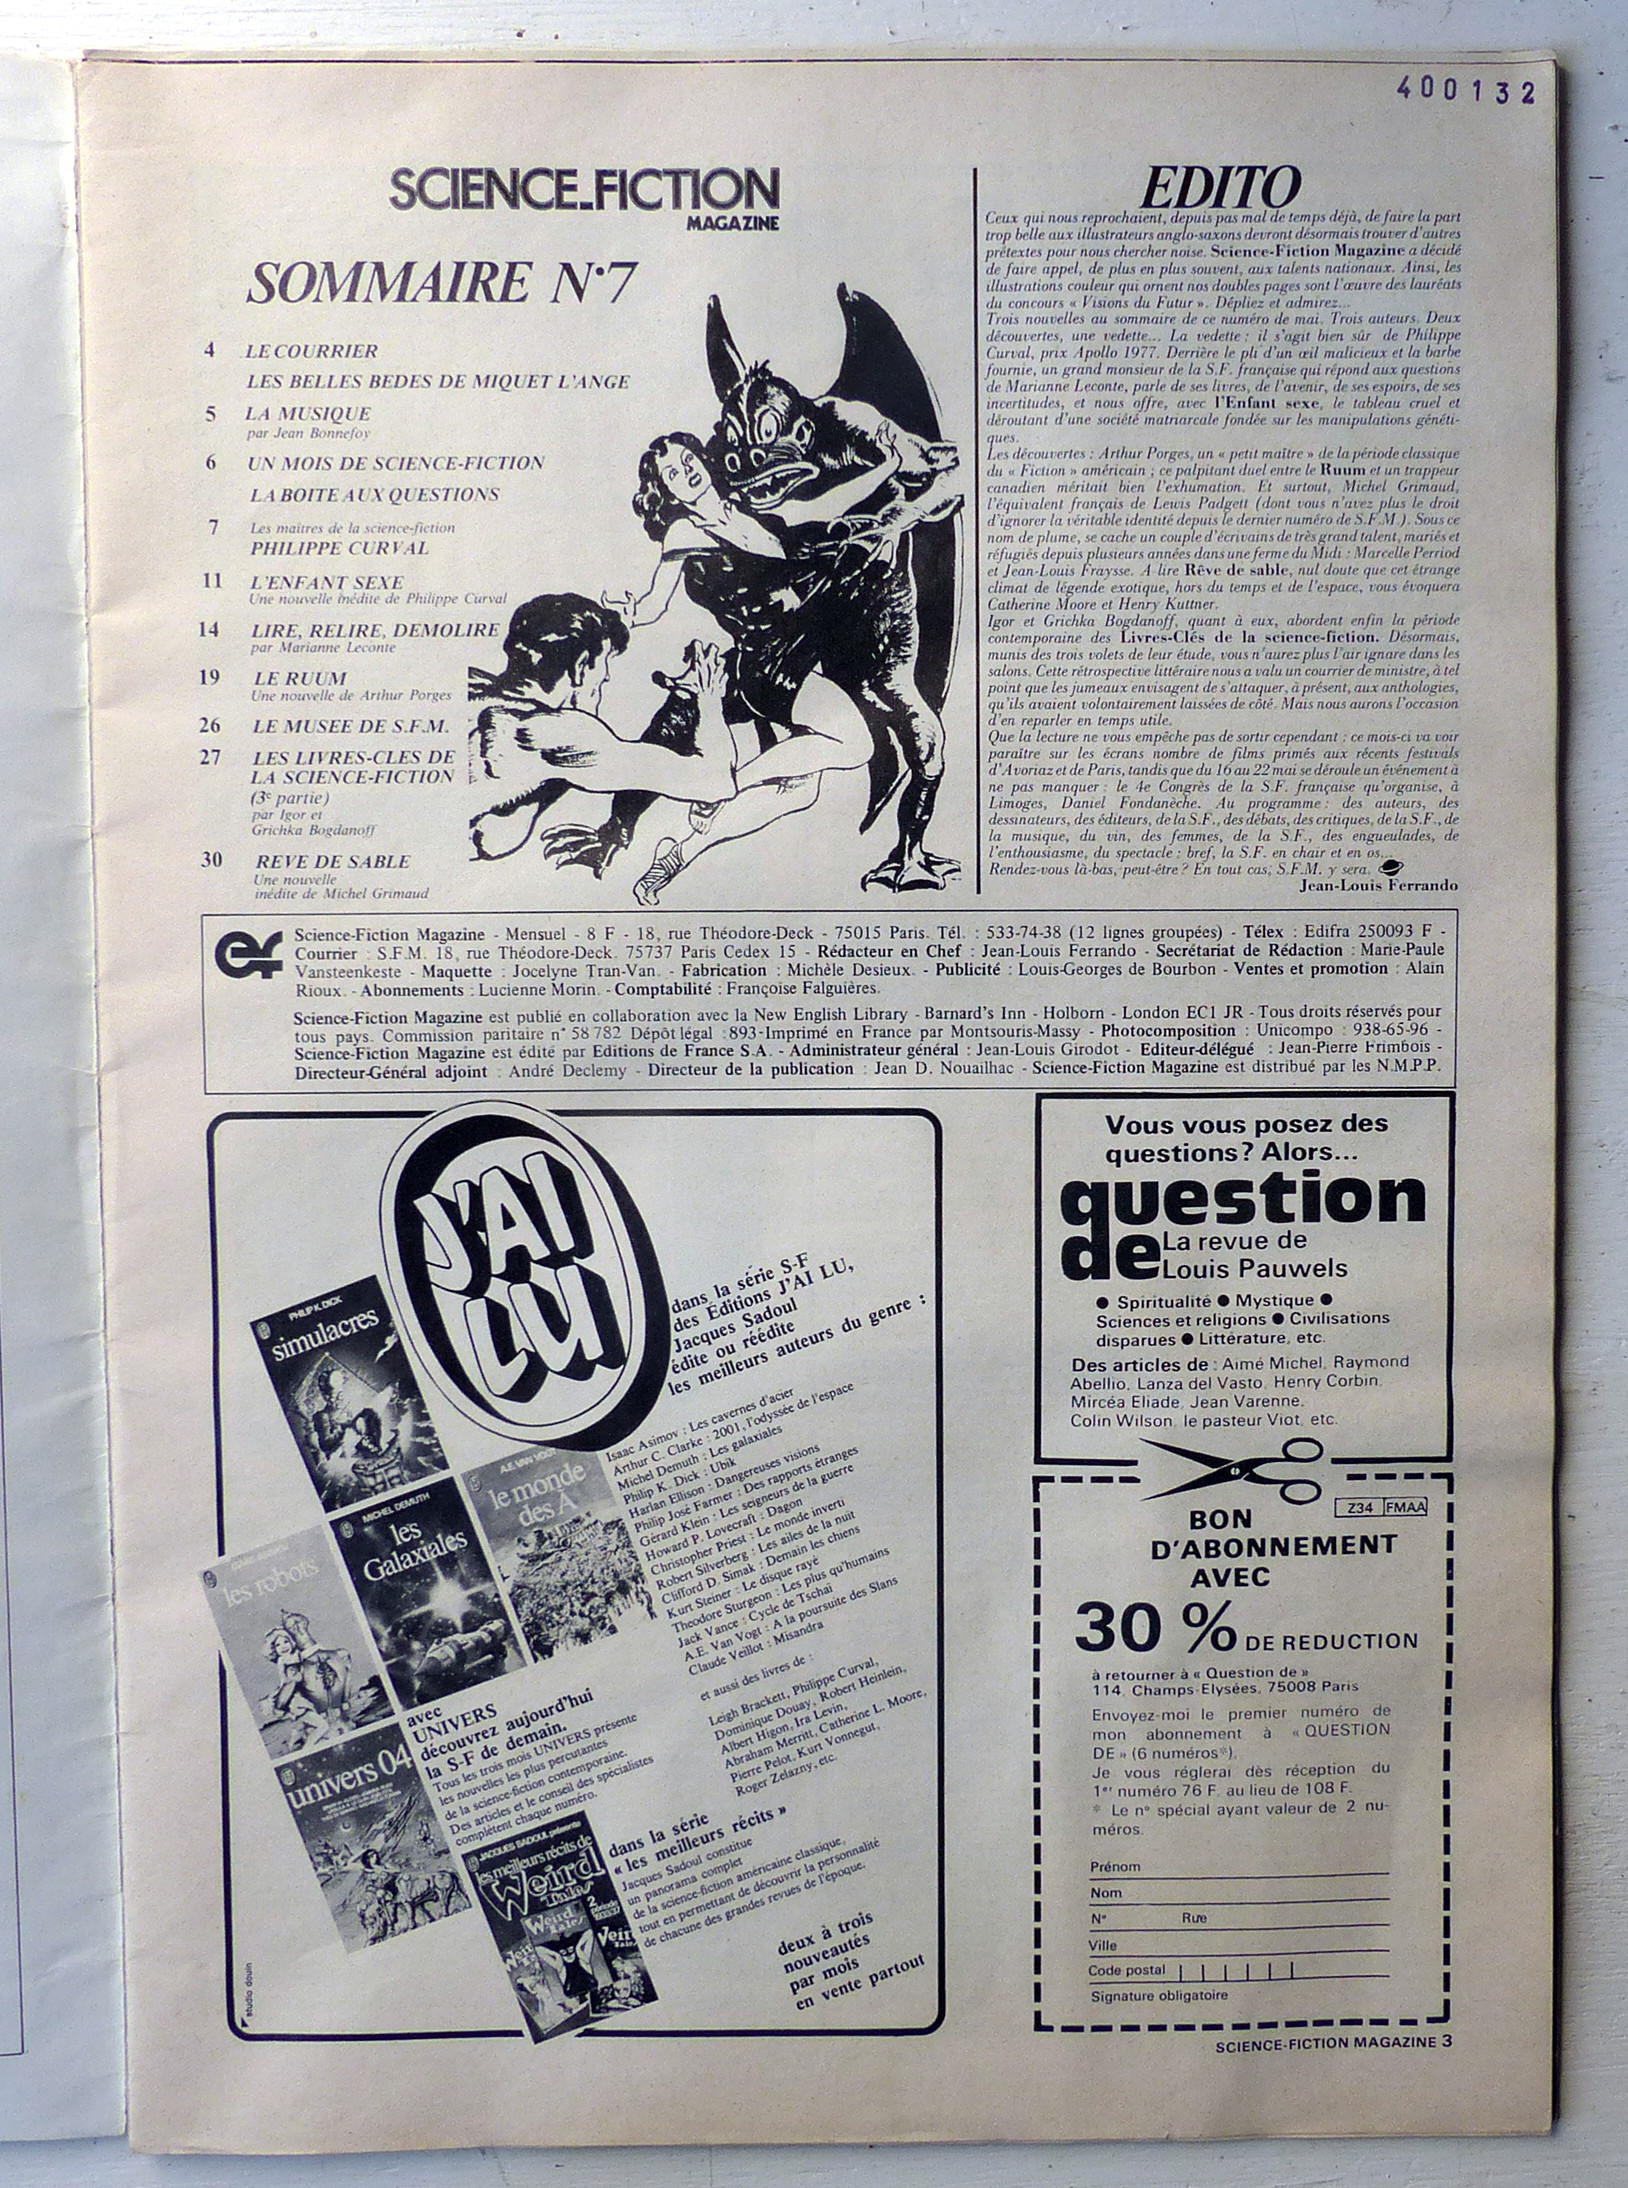 400132
SCIENCE-FICTION
MAGAZINE
SOMMAIRE N°7
4 LE COURRIER
LES BELLES BEDES DE MIQUET L'ANGE
5 LA MUSIQUE
par Jean Bonnefoy
6 UN MOIS DE SCIENCE-FICTION
LA BOITE AUX QUESTIONS
7 Les maîtres de la science-fiction
PHILIPPE CURVAL
11 L'ENFANT SEXE
Une nouvelle inédite de Philippe Curval
14 LIRE, RELIRE, DEMOLIRE
par Marianne Leconte
19 LE RUUM
Une nouvelle de Arthur Porges
26 LE MUSEE DE S.F.M.
27 LES LIVRES-CLES DE
LA SCIENCE-FICTION
(3e partie)
par Igor et
Grichka Bogdanoff
30 REVE DE SABLE
Une nouvelle
inédite de Michel Grimaud
EDITO
Ceux qui nous reprochaient, depuis pas mal de temps déjà, de faire la part
trop belle aux illustrateurs anglo-saxons devront désormais trouver d'autres
prétextes pour nous chercher noise. Science-Fiction Magazine a décidé
de faire appel, de plus en plus souvent, aux talents nationaux. Ainsi, les
illustrations couleur qui ornent nos doubles pages sont l'œuvre des lauréats
du concours « Visions du Futur ». Dépliez et admirez...
Trois nouvelles au sommaire de ce numéro de mai. Trois auteurs. Deux
découvertes, une vedette... La vedette : il s'agit bien sûr de Philippe
Curval, prix Apollo 1977. Derrière le pli d'un œil malicieux et la barbe
fournie, un grand monsieur de la S.F. française qui répond aux questions
de Marianne Leconte, parle de ses livres, de l'avenir, de ses espoirs, de ses
incertitudes, et nous offre, avec l'Enfant sexe, le tableau cruel et
déroutant d'une société matriarcale fondée sur les manipulations généti-
ques.
Les découvertes : Arthur Porges, un « petit maître » de la période classique
du « Fiction » américain ; ce palpitant duel entre le Ruum et un trappeur
canadien méritait bien l'exhumation. Et surtout, Michel Grimaud,
l'équivalent français de Lewis Padgett (dont vous n'avez plus le droit
d'ignorer la véritable identité depuis le dernier numéro de S.F.M.). Sous ce
nom de plume, se cache un couple d'écrivains de très grand talent, mariés et
réfugiés depuis plusieurs années dans une ferme du Midi : Marcelle Perriod
et Jean-Louis Fraysse. A lire Rêve de sable, nul doute que cet étrange
climat de légende exotique, hors du temps et de l'espace, vous évoquera
Catherine Moore et Henry Kuttner.
Igor et Grichka Bogdanoff, quant à eux, abordent enfin la période
contemporaine des Livres-Clés de la science-fiction. Désormais,
munis des trois volets de leur étude, vous n'aurez plus l'air ignare dans les
salons. Cette rétrospective littéraire nous a valu un courrier de ministre, à tel
point que les jumeaux envisagent de s'attaquer, à présent, aux anthologies,
qu'ils avaient volontairement laissées de côté. Mais nous aurons l'occasion
d'en reparler en temps utile.
Que la lecture ne vous empêche pas de sortir cependant : ce mois-ci va voir
paraître sur les écrans nombre de films primés aux récents festivals
d'Avoriaz et de Paris, tandis que du 16 au 22 mai se déroule un événement à
ne pas manquer : le 4e Congrès de la S.F. française qu'organise, à
Limoges, Daniel Fondanèche. Au programme : des auteurs, des
dessinateurs, des éditeurs, de la S.F., des débats, des critiques, de la S.F., de
la musique, du vin, des femmes, de la S.F., des engueulades, de
l'enthousiasme, du spectacle : bref, la S.F. en chair et en os...
Rendez-vous là-bas, peut-être ? En tout cas, S.F.M. y sera.
Jean-Louis Ferrando
Science-Fiction Magazine - Mensuel - 8 F - 18, rue Théodore-Deck - 75015 Paris. Tél. : 533-74-38 (12 lignes groupées) - Télex : Edifra 250093 F -
Courrier : S.F.M. 18, rue Théodore-Deck. 75737 Paris Cedex 15 - Rédacteur en Chef : Jean-Louis Ferrando - Secrétariat de Rédaction : Marie-Paule
Vansteenkeste - Maquette : Jocelyne Tran-Van. - Fabrication : Michèle Desieux. - Publicité : Louis-Georges de Bourbon - Ventes et promotion : Alain
Rioux. - Abonnements : Lucienne Morin. - Comptabilité : Françoise Falguières.
Science-Fiction Magazine est publié en collaboration avec la New English Library - Barnard's Inn - Holborn - London EC1 JR - Tous droits réservés pour
tous pays. Commission paritaire n° 58 782 Dépôt légal : 893-Imprimé en France par Montsouris-Massy - Photocomposition : Unicompo : 938-65-96 -
Science-Fiction Magazine est édité par Editions de France S.A. - Administrateur général : Jean-Louis Girodot - Editeur-délégué : Jean-Pierre Frimbois -
Directeur-Général adjoint : André Declemy - Directeur de la publication : Jean D. Nouailhac - Science-Fiction Magazine est distribué par les N.M.P.P.
J'AI
LU
dans la série S-F
des Éditions J'AI LU,
Jacques Sadoul
édite ou réédite
les meilleurs auteurs du genre :
Isaac Asimov : Les cavernes d'acier
Arthur C. Clarke : 2001, l'odyssée de l'espace
Michel Demuth : Les galaxiales
Philip K. Dick : Ubik
Harlan Ellison : Dangereuses visions
Philip José Farmer : Des rapports étranges
Gérard Klein : Les seigneurs de la guerre
Howard P. Lovecraft : Dagon
Christopher Priest : Le monde inverti
Robert Silverberg : Les ailes de la nuit
Clifford D. Simak : Demain les chiens
Kurt Steiner : Le disque rayé
Theodore Sturgeon : Les plus qu'humains
Jack Vance : Cycle de Tschaï
A.E. Van Vogt : A la poursuite des Slans
Claude Veillot : Misandra
et aussi des livres de :
Leigh Brackett, Philippe Curval,
Dominique Douay, Robert Heinlein,
Albert Higon, Ira Levin,
Abraham Merritt, Catherine L. Moore,
Pierre Pelot, Kurt Vonnegut,
Roger Zelazny, etc.
PHILIP K. DICK
simulacres
A.E. VAN VOGT
le monde
des Ā
MICHEL DEMUTH
les
Galaxiales
les robots
univers 04
avec
UNIVERS
découvrez aujourd'hui
la S-F de demain.
Tous les trois mois UNIVERS présente
les nouvelles les plus percutantes
de la science-fiction contemporaine.
Des articles et le conseil des spécialistes
complètent chaque numéro.
JACQUES SADOUL présente
les meilleurs récits de
Weird
Tales
2
Weird
Tales
dans la série
« les meilleurs récits »
Jacques Sadoul constitue
un panorama complet
de la science-fiction américaine classique,
tout en permettant de découvrir la personnalité
de chacune des grandes revues de l'époque.
deux à trois
nouveautés
par mois
en vente partout
studio douin
Vous vous posez des
questions? Alors...
question
de
La revue de
Louis Pauwels
● Spiritualité ● Mystique ●
Sciences et religions ● Civilisations
disparues ● Littérature, etc.
Des articles de : Aimé Michel, Raymond
Abellio, Lanza del Vasto, Henry Corbin,
Mircéa Eliade, Jean Varenne,
Colin Wilson, le pasteur Viot, etc.
Z34 FMAA
BON
D'ABONNEMENT
AVEC
30 % DE REDUCTION
à retourner à « Question de »
114, Champs-Elysées, 75008 Paris
Envoyez-moi le premier numéro de
mon abonnement à « QUESTION
DE » (6 numéros*),
Je vous réglerai dès réception du
1er numéro 76 F. au lieu de 108 F.
* Le n° spécial ayant valeur de 2 nu-
méros.
Prénom
Nom
N° Rue
Ville
Code postal
Signature obligatoire
SCIENCE-FICTION MAGAZINE 3